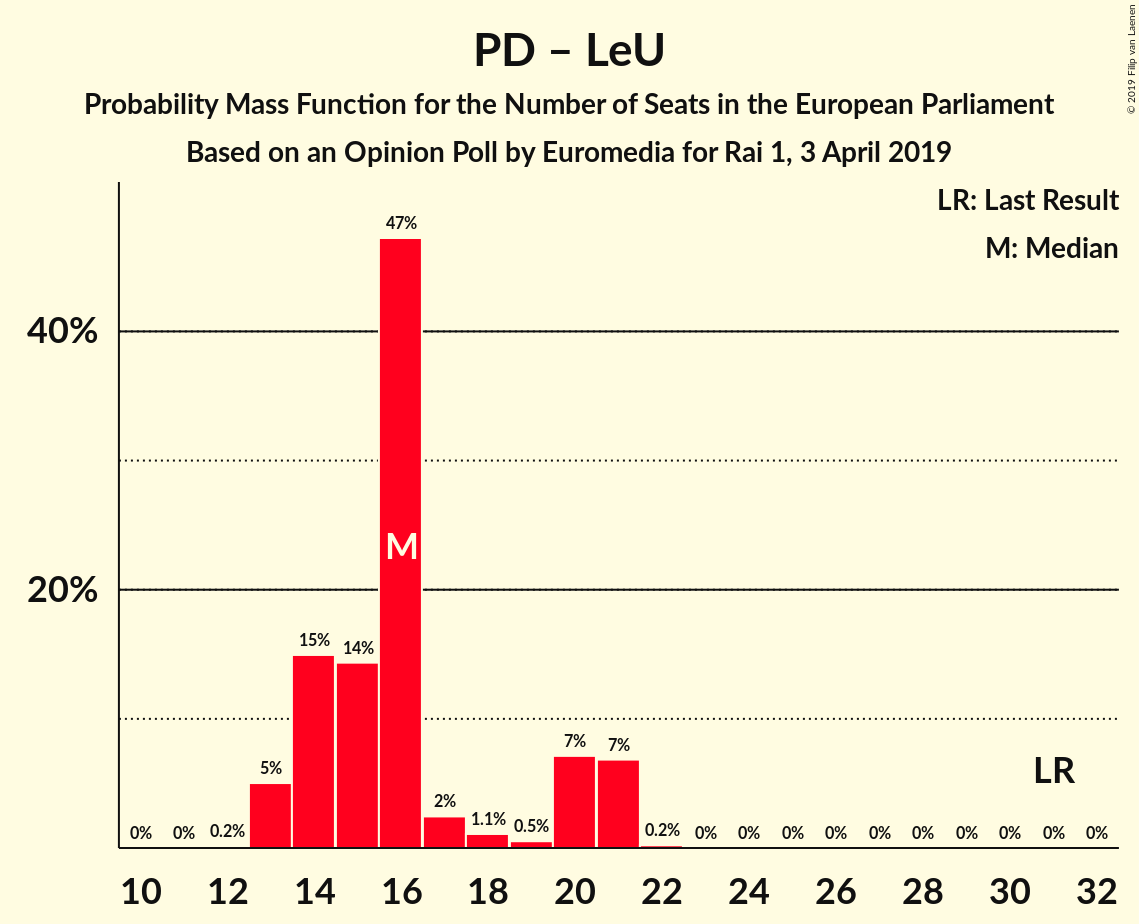 PD – LeU
Probability Mass Function for the Number of Seats in the European Parliament
Based on an Opinion Poll by Euromedia for Rai 1, 3 April 2019
© 2019 Filip van Laenen
LR: Last Result
M: Median
40%
20%
0% 0% 0.2% 5% 15% 14% 47% 2% 1.1% 0.5% 7% 7% 0.2% 0% 0% 0% 0% 0% 0% 0% 0% 0% 0%
M
LR
10 12 14 16 18 20 22 24 26 28 30 32